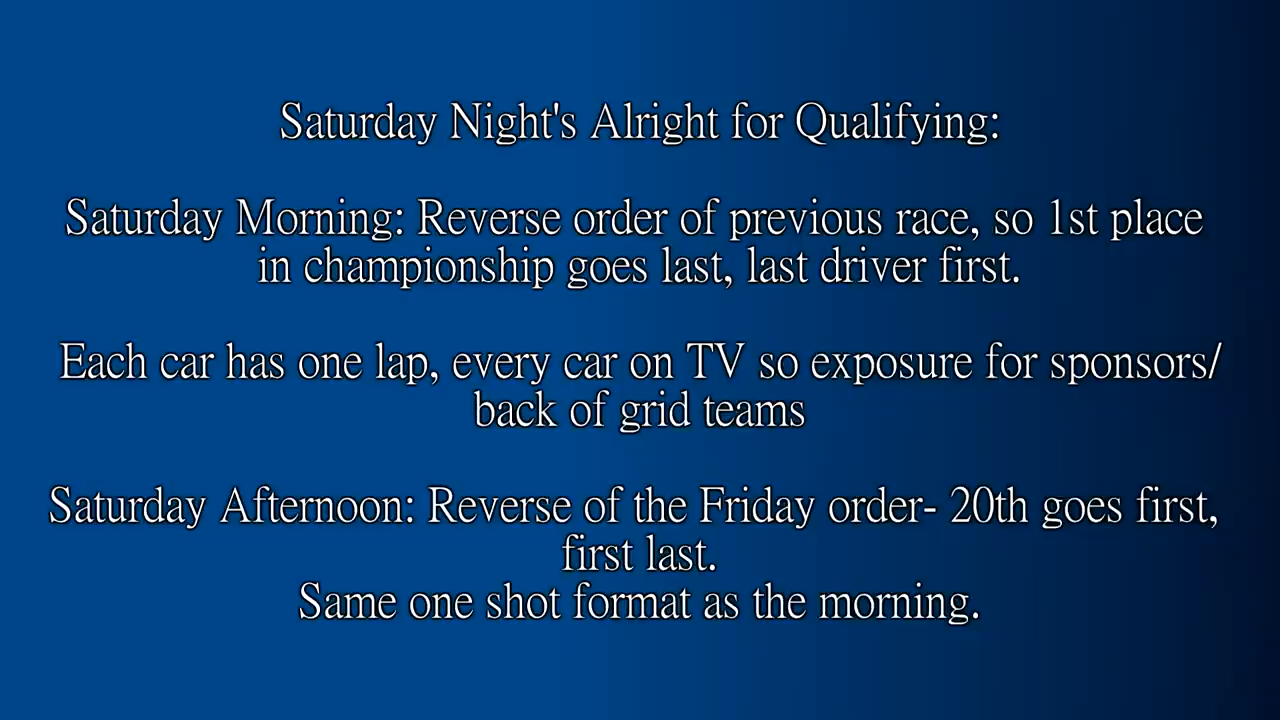 Saturday Night's Alright for Qualifying:
Saturday Morning: Reverse order of previous race, so 1st place
in championship goes last, last driver first.
Each car has one lap, every car on TV so exposure for sponsors/
back of grid teams
Saturday Afternoon: Reverse of the Friday order- 20th goes first,
first last.
Same one shot format as the morning.